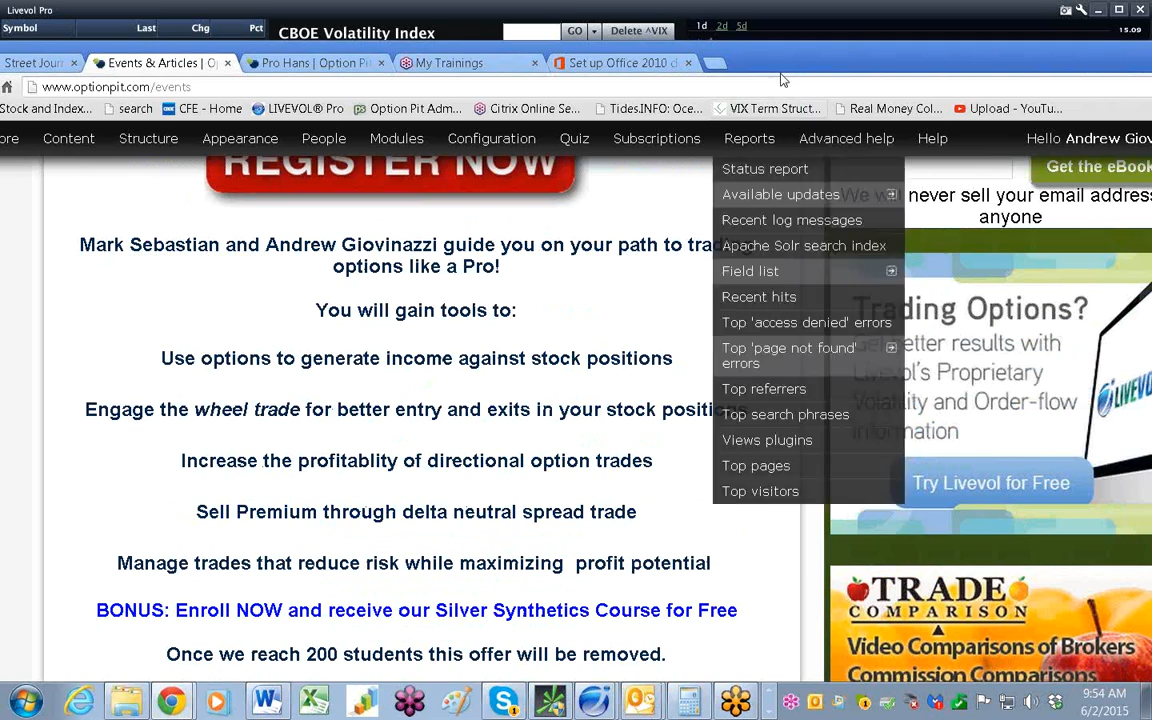 Livevol Pro
Symbol Last Chg Pct
CBOE Volatility Index
GO
Delete ^VIX
1d 2d 5d
15.09
Street Jour
Events & Articles | O
Pro Hans | Option Pi
My Trainings
Set up Office 2010 d
www.optionpit.com/events
Stock and Index...
search
CFE - Home
LIVEVOL® Pro
Option Pit Adm...
Citrix Online Se...
Tides.INFO: Oce...
VIX Term Struct...
Real Money Col...
Upload - YouTu...
ore Content Structure Appearance People Modules Configuration Quiz Subscriptions Reports Advanced help Help Hello Andrew Giov
REGISTER NOW
Mark Sebastian and Andrew Giovinazzi guide you on your path to trading
options like a Pro!
You will gain tools to:
Use options to generate income against stock positions
Engage the wheel trade for better entry and exits in your stock positions
Increase the profitablity of directional option trades
Sell Premium through delta neutral spread trade
Manage trades that reduce risk while maximizing profit potential
BONUS: Enroll NOW and receive our Silver Synthetics Course for Free
Once we reach 200 students this offer will be removed.
Status report
Available updates
Recent log messages
Apache Solr search index
Field list
Recent hits
Top 'access denied' errors
Top 'page not found'
errors
Top referrers
Top search phrases
Views plugins
Top pages
Top visitors
Get the eBook
We will never sell your email address
anyone
Trading Options?
Get better results with
Livevol's Proprietary
Volatility and Order-flow
Information
LIVEVO
Try Livevol for Free
TRADE
COMPARISON
Video Comparisons of Brokers
Commission Comparisons
9:54 AM
6/2/2015